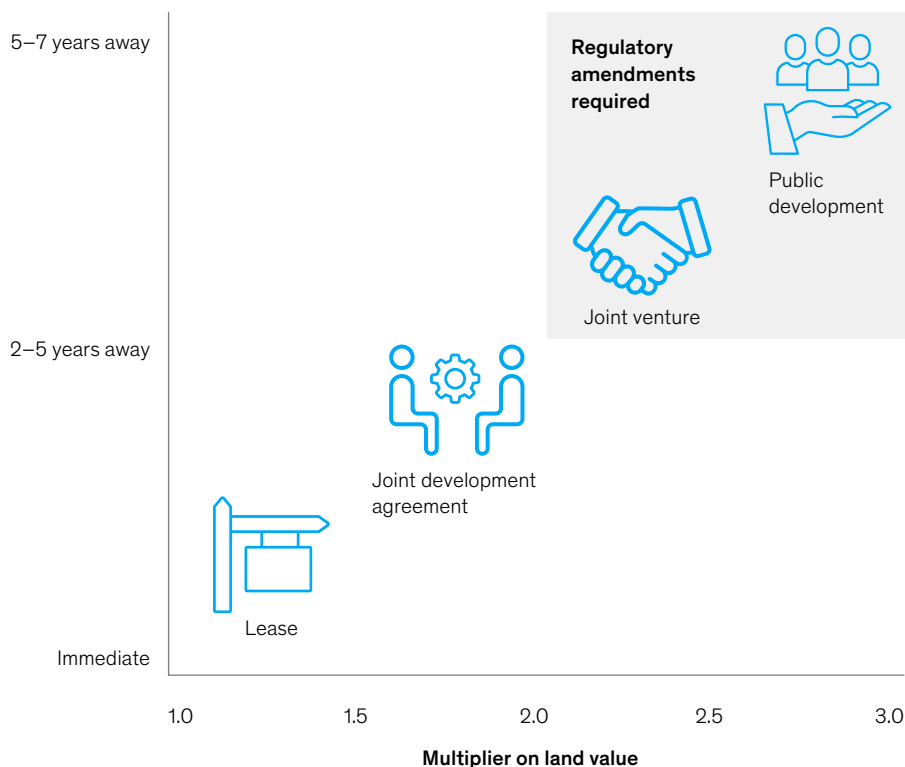 5–7 years away
Regulatory
amendments
required
Public
development
Joint venture
2–5 years away
Joint development
agreement
Lease
Immediate
1.0 1.5 2.0 2.5 3.0
Multiplier on land value